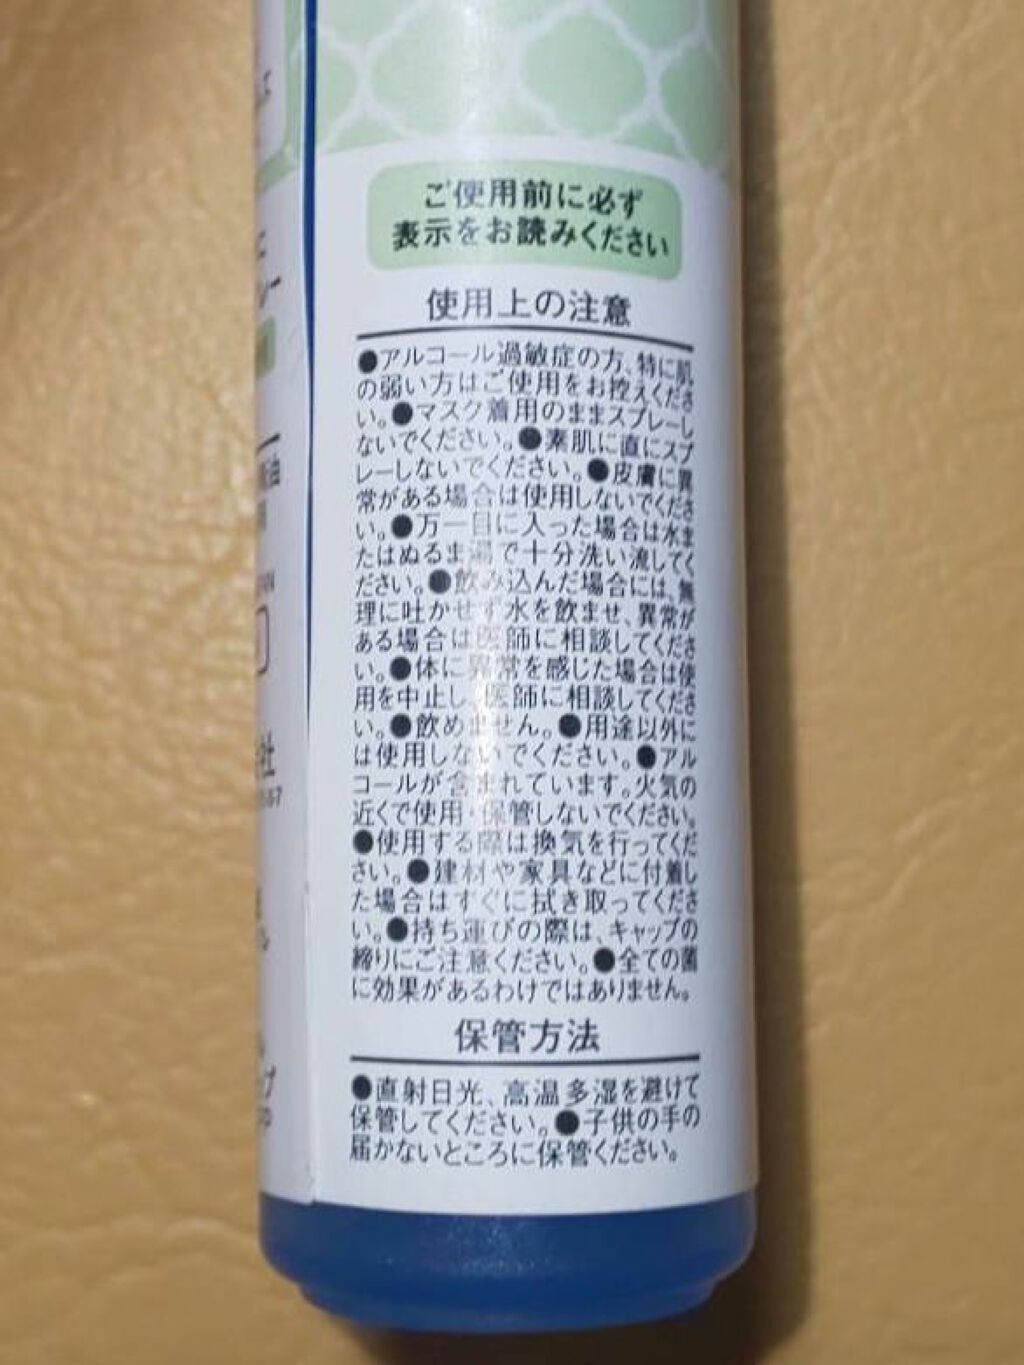 ご使用前に必ず
表示をお読みください
使用上の注意
●アルコール過敏症の方、特に肌
の弱い方はご使用をお控えくださ
い。●マスク着用のままスプレーし
ないでください。●素肌に直にスプ
レーしないでください。●皮膚に異
常がある場合は使用しないでくださ
い。●万一目に入った場合は水ま
たはぬるま湯で十分洗い流してく
ださい。●飲み込んだ場合には、無
理に吐かせず水を飲ませ、異常が
ある場合は医師に相談してくださ
い。●体に異常を感じた場合は使
用を中止し、医師に相談してくださ
い。●飲めません。●用途以外に
は使用しないでください。●アル
コールが含まれています。火気の
近くで使用・保管しないでください。
●使用する際は換気を行ってくだ
さい。●建材や家具などに付着し
た場合はすぐに拭き取ってくださ
い。●持ち運びの際は、キャップの
締りにご注意ください。●全ての菌
に効果があるわけではありません。
保管方法
●直射日光、高温多湿を避けて
保管してください。●子供の手の
届かないところに保管ください。